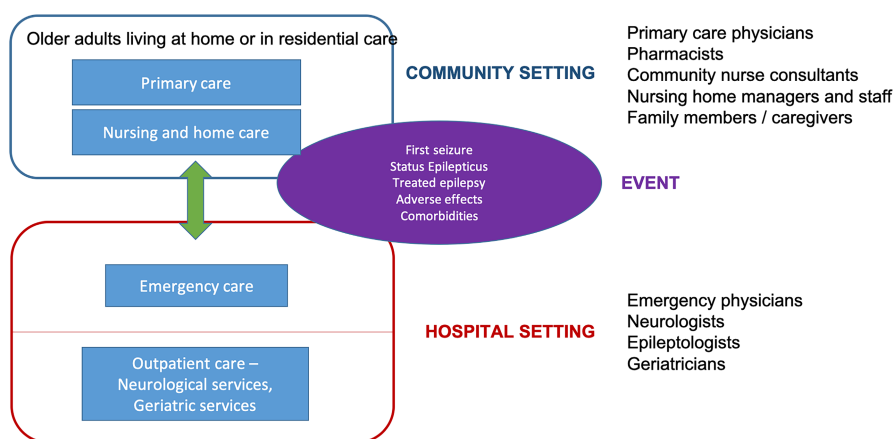 Older adults living at home or in residential care
Primary care
Nursing and home care
COMMUNITY SETTING
Primary care physicians
Pharmacists
Community nurse consultants
Nursing home managers and staff
Family members / caregivers
First seizure
Status Epilepticus
Treated epilepsy
Adverse effects
Comorbidities
EVENT
Emergency care
Outpatient care –
Neurological services,
Geriatric services
HOSPITAL SETTING
Emergency physicians
Neurologists
Epileptologists
Geriatricians